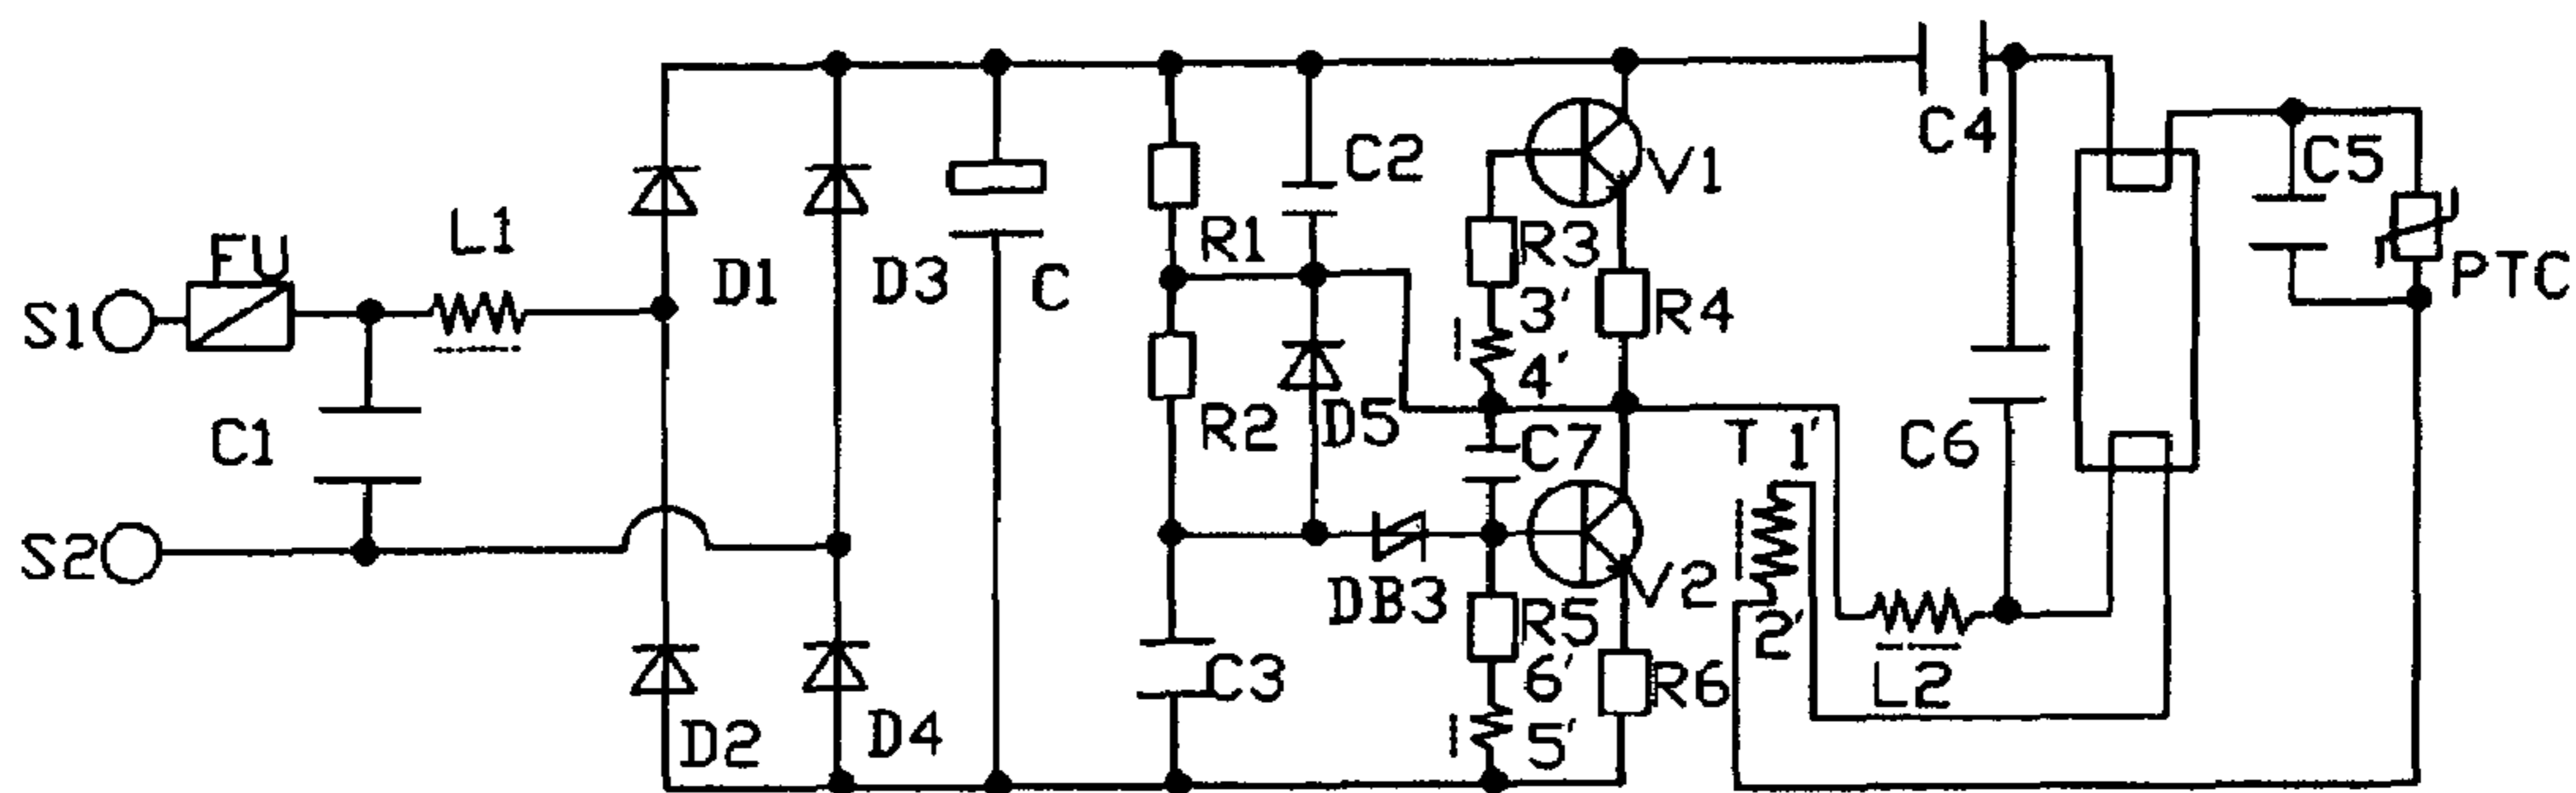 S1
FU
L1
C1
S2
D1
D3
D2
D4
C
R1
R2
C2
D5
C3
DB3
R3
3′
4′
C7
V1
R4
V2
R5
6′
5′
R6
T 1′
2′
L2
C4
C6
C5
PTC